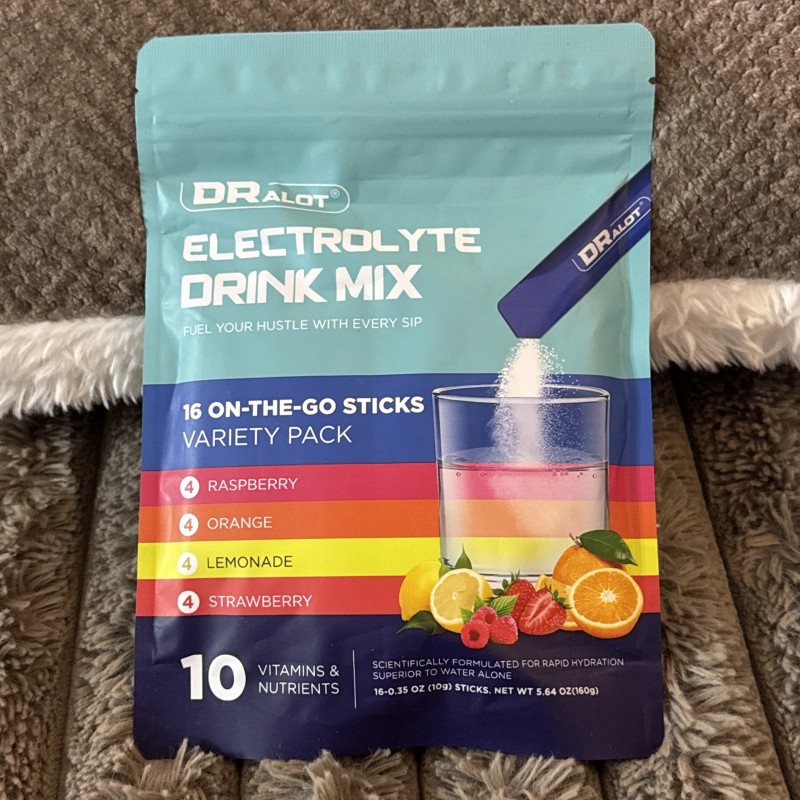 DRALOT®
ELECTROLYTE
DRINK MIX
FUEL YOUR HUSTLE WITH EVERY SIP
DRALOT®
16 ON-THE-GO STICKS
VARIETY PACK
4 RASPBERRY
4 ORANGE
4 LEMONADE
4 STRAWBERRY
10 VITAMINS &
NUTRIENTS
SCIENTIFICALLY FORMULATED FOR RAPID HYDRATION
SUPERIOR TO WATER ALONE
16-0.35 OZ (10g) STICKS. NET WT 5.64 OZ(160g)